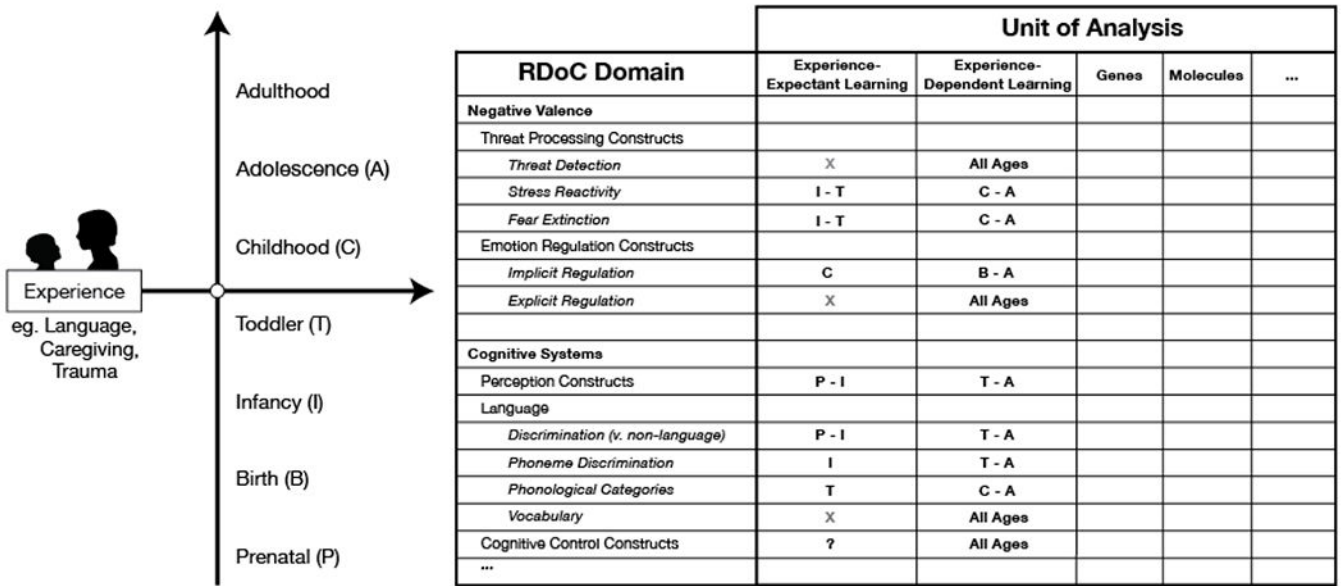 Adulthood
Adolescence (A)
Childhood (C)
Experience
eg. Language,
Caregiving,
Trauma
Toddler (T)
Infancy (I)
Birth (B)
Prenatal (P)
Unit of Analysis
RDoC Domain Experience-Expectant Learning Experience-Dependent Learning Genes Molecules ...
Negative Valence
Threat Processing Constructs
Threat Detection X All Ages
Stress Reactivity I - T C - A
Fear Extinction I - T C - A
Emotion Regulation Constructs
Implicit Regulation C B - A
Explicit Regulation X All Ages
Cognitive Systems
Perception Constructs P - I T - A
Language
Discrimination (v. non-language) P - I T - A
Phoneme Discrimination I T - A
Phonological Categories T C - A
Vocabulary X All Ages
Cognitive Control Constructs ? All Ages
...